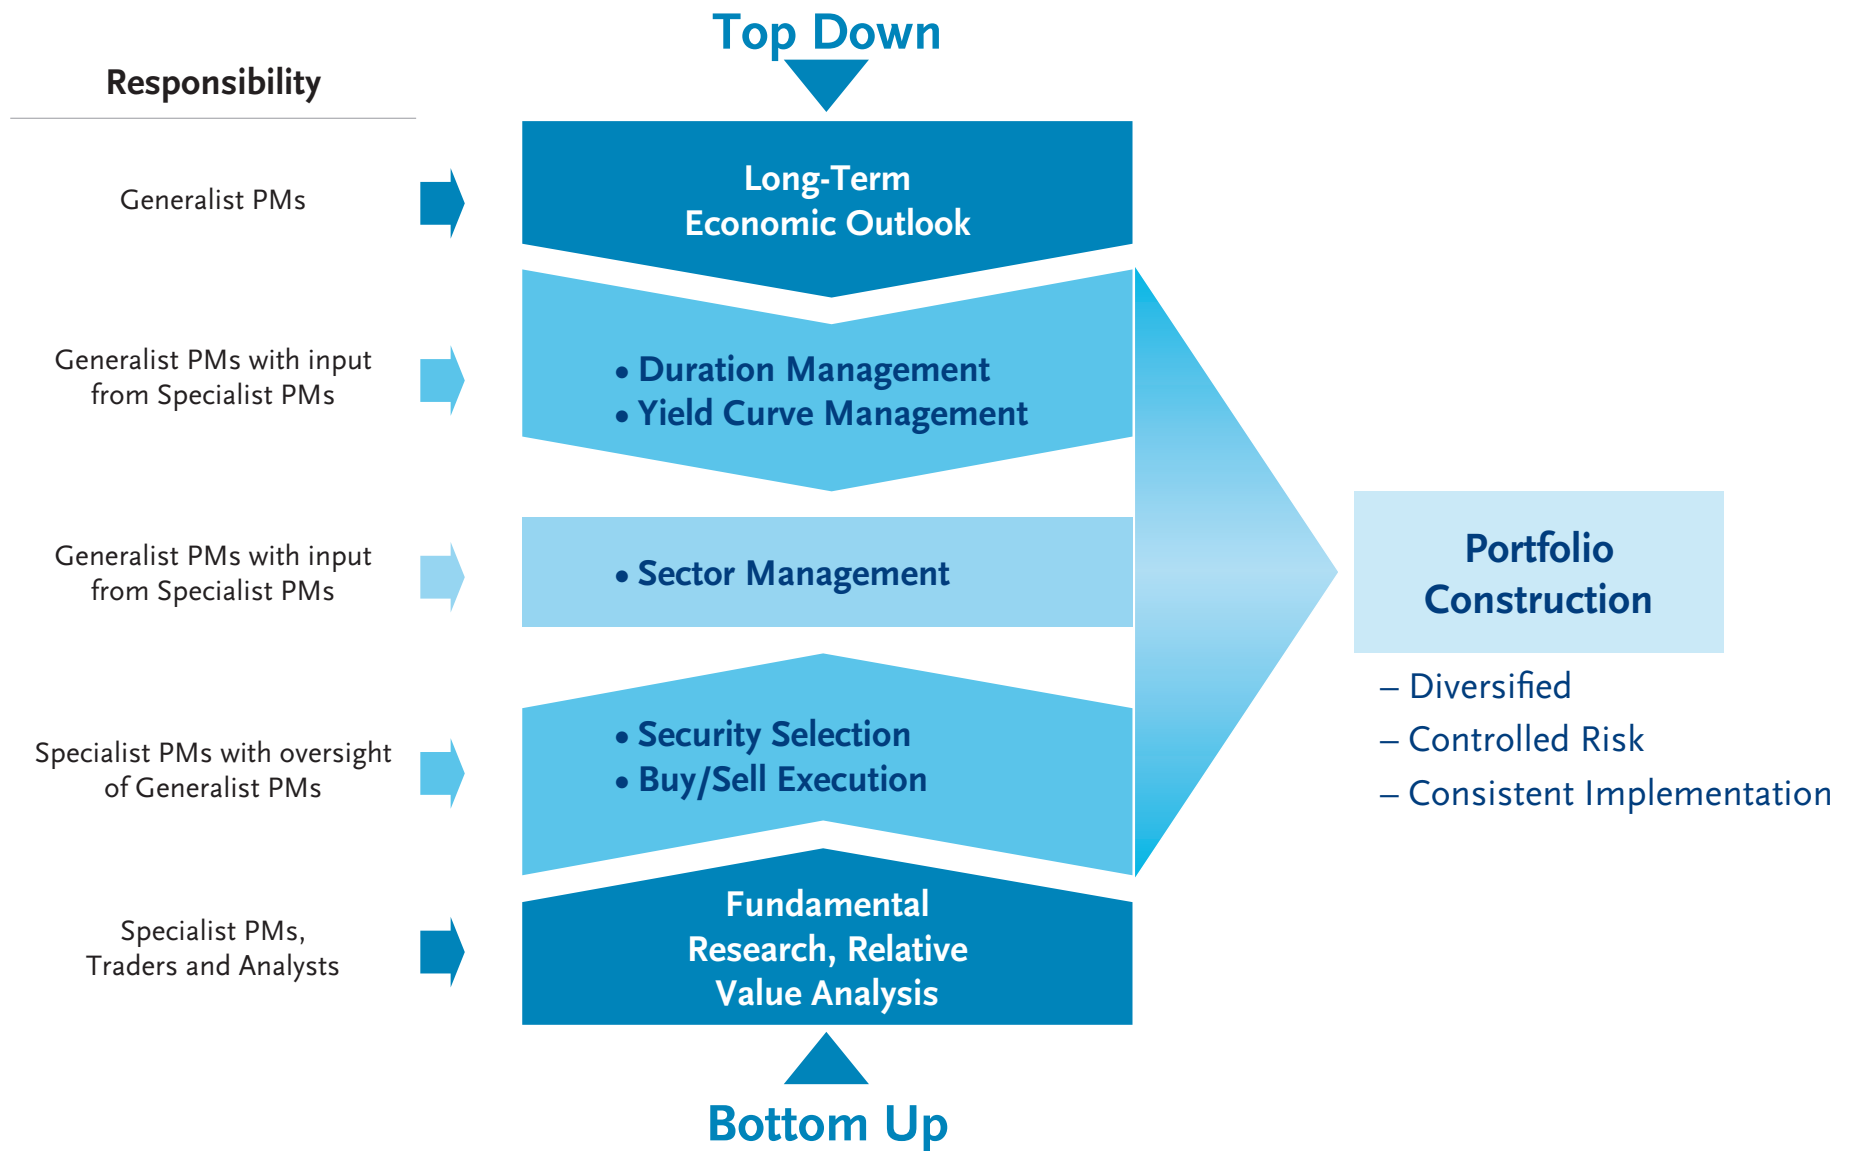 Top Down
Responsibility
Generalist PMs
Long-Term
Economic Outlook
Generalist PMs with input
from Specialist PMs
• Duration Management
• Yield Curve Management
Generalist PMs with input
from Specialist PMs
• Sector Management
Portfolio
Construction
– Diversified
– Controlled Risk
– Consistent Implementation
Specialist PMs with oversight
of Generalist PMs
• Security Selection
• Buy/Sell Execution
Specialist PMs,
Traders and Analysts
Fundamental
Research, Relative
Value Analysis
Bottom Up